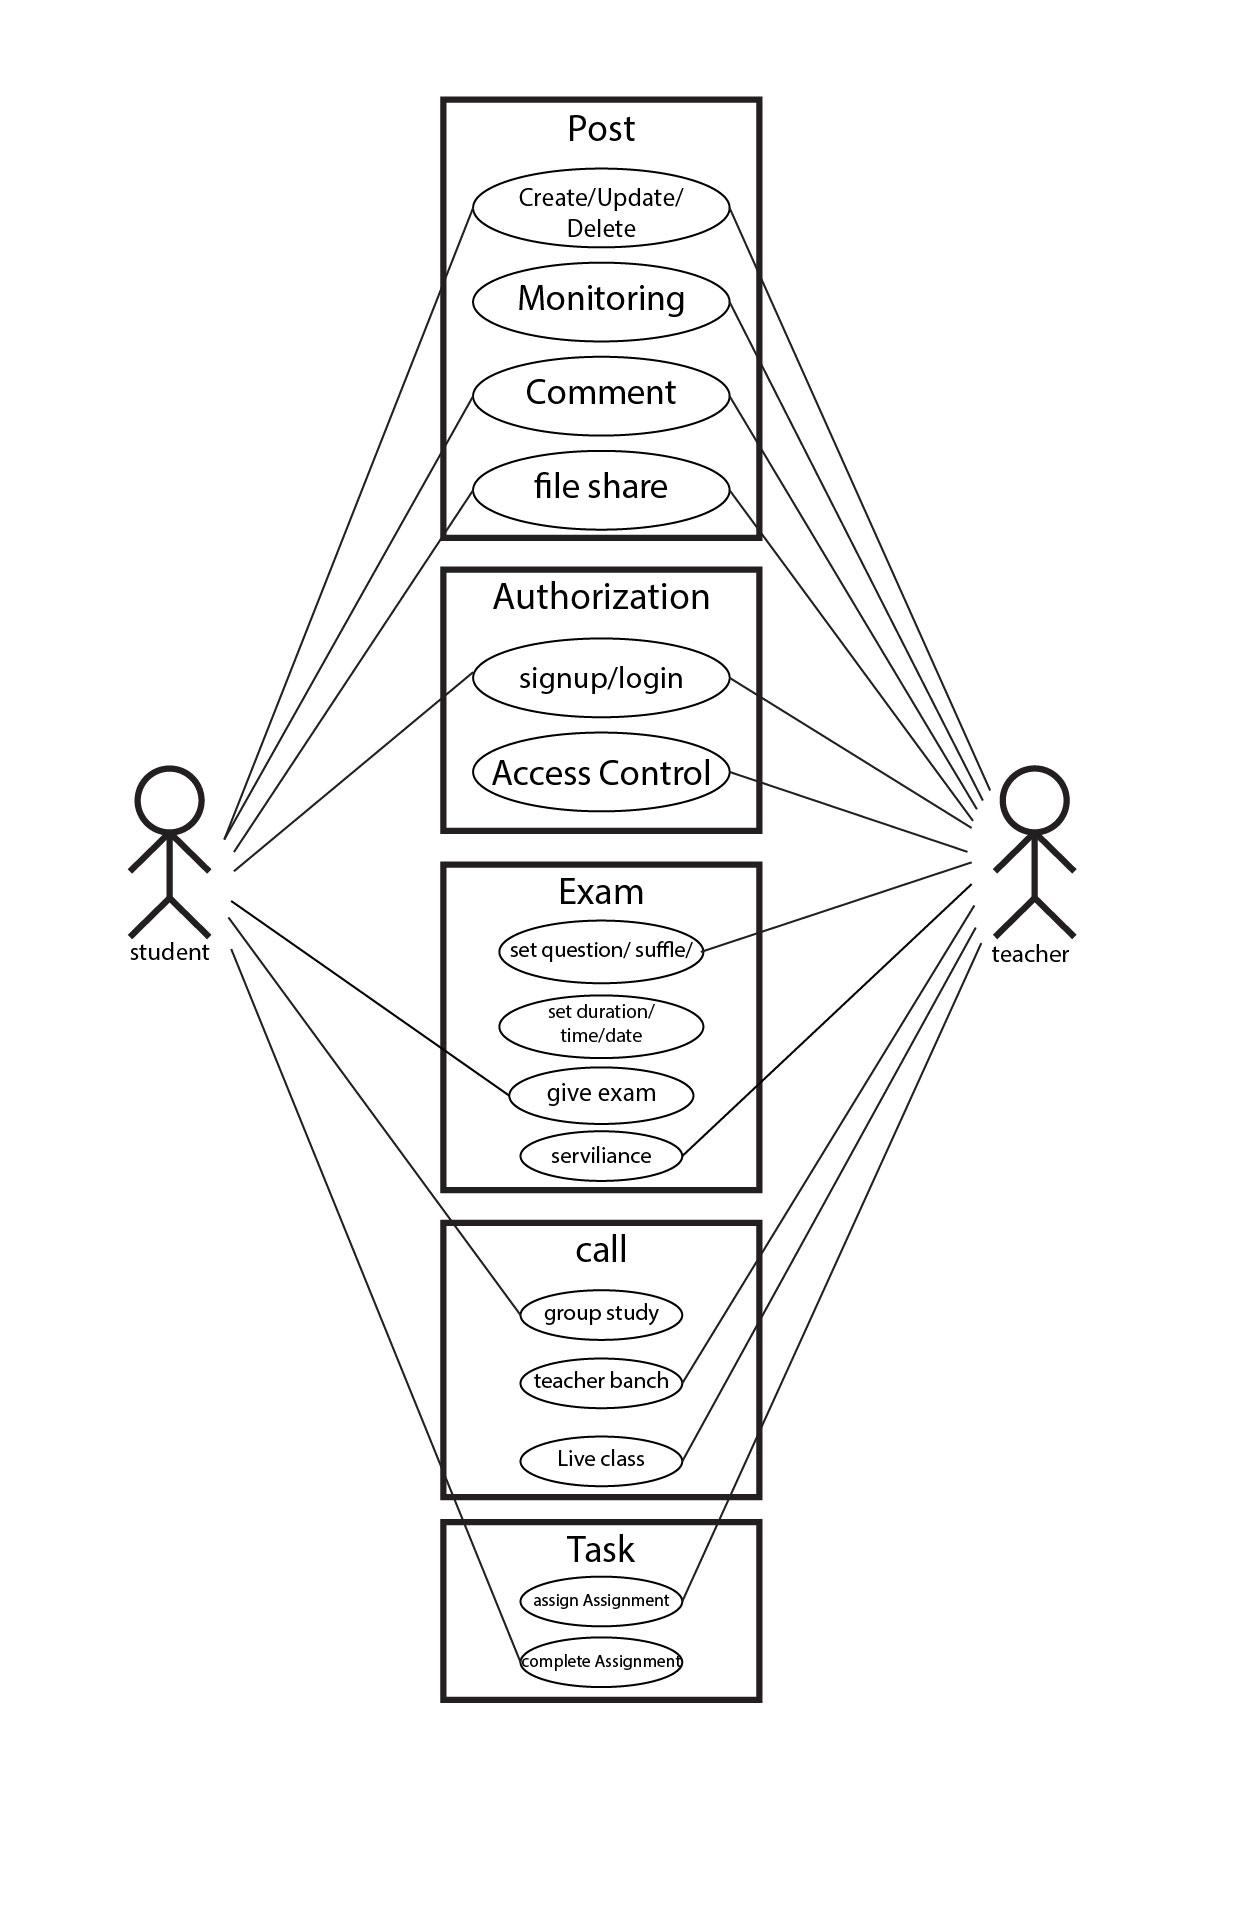 Post
Create/Update/
Delete
Monitoring
Comment
file share
Authorization
signup/login
Access Control
student
teacher
Exam
set question/ suffle/
set duration/
time/date
give exam
serviliance
call
group study
teacher banch
Live class
Task
assign Assignment
complete Assignment